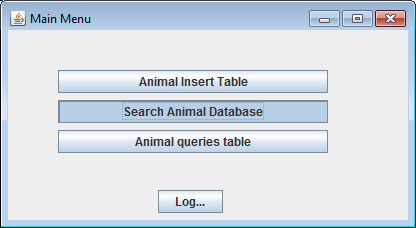 Main Menu
Animal Insert Table
Search Animal Database
Animal queries table
Log...